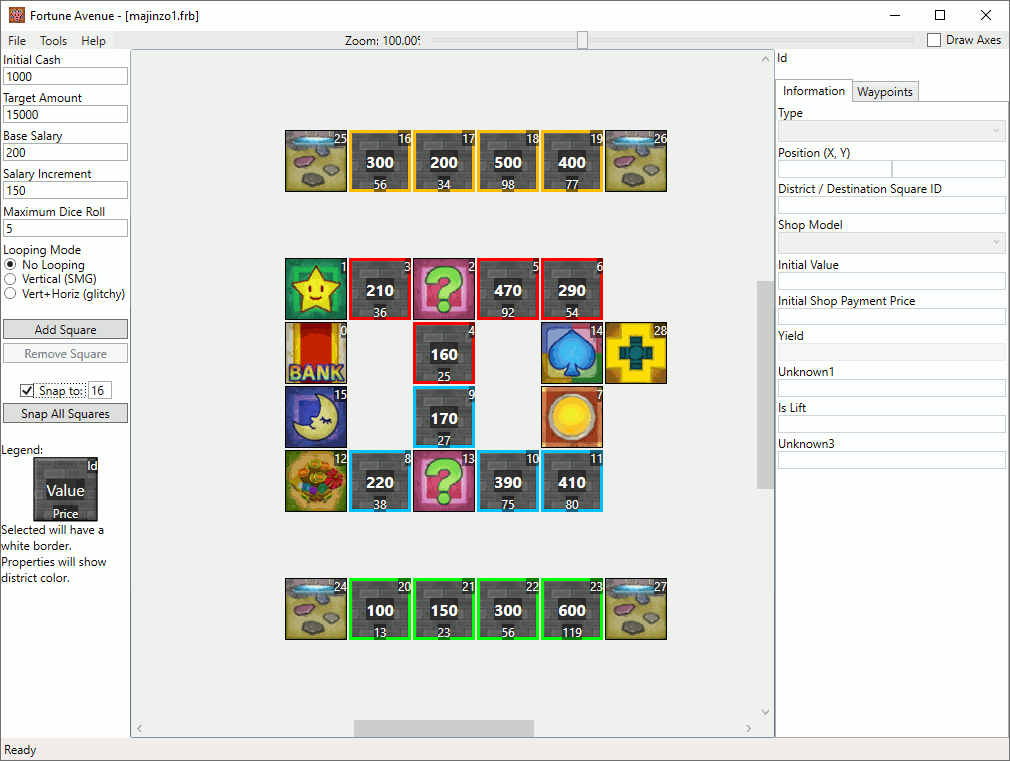 Fortune Avenue - [majinzo1.frb]
File Tools Help
Zoom: 100.00%
Draw Axes
Initial Cash
1000
Target Amount
15000
Base Salary
200
Salary Increment
150
Maximum Dice Roll
5
Looping Mode
No Looping
Vertical (SMG)
Vert+Horiz (glitchy)
Add Square
Remove Square
Snap to: 16
Snap All Squares
Legend:
Id
Value
Price
Selected will have a
white border.
Properties will show
district color.
25 16 17 18 19 26
300 200 500 400
56 34 98 77
1 3 2 5 6
210 470 290
36 92 54
0 4 14 28
160
BANK 25
15 9 7
170
27
12 8 13 10 11
220 390 410
38 75 80
24 20 21 22 23 27
100 150 300 600
13 23 56 119
Id
Information Waypoints
Type
Position (X, Y)
District / Destination Square ID
Shop Model
Initial Value
Initial Shop Payment Price
Yield
Unknown1
Is Lift
Unknown3
Ready